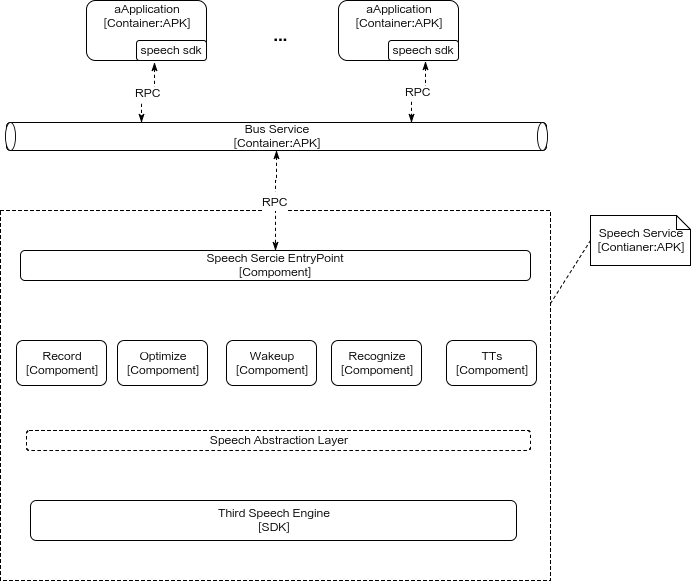 aApplication
[Container:APK]
speech sdk
...
aApplication
[Container:APK]
speech sdk
RPC
RPC
Bus Service
[Container:APK]
RPC
Speech Service
[Contianer:APK]
Speech Sercie EntryPoint
[Compoment]
Record
[Compoment]
Optimize
[Compoment]
Wakeup
[Compoment]
Recognize
[Compoment]
TTs
[Compoment]
Speech Abstraction Layer
Third Speech Engine
[SDK]